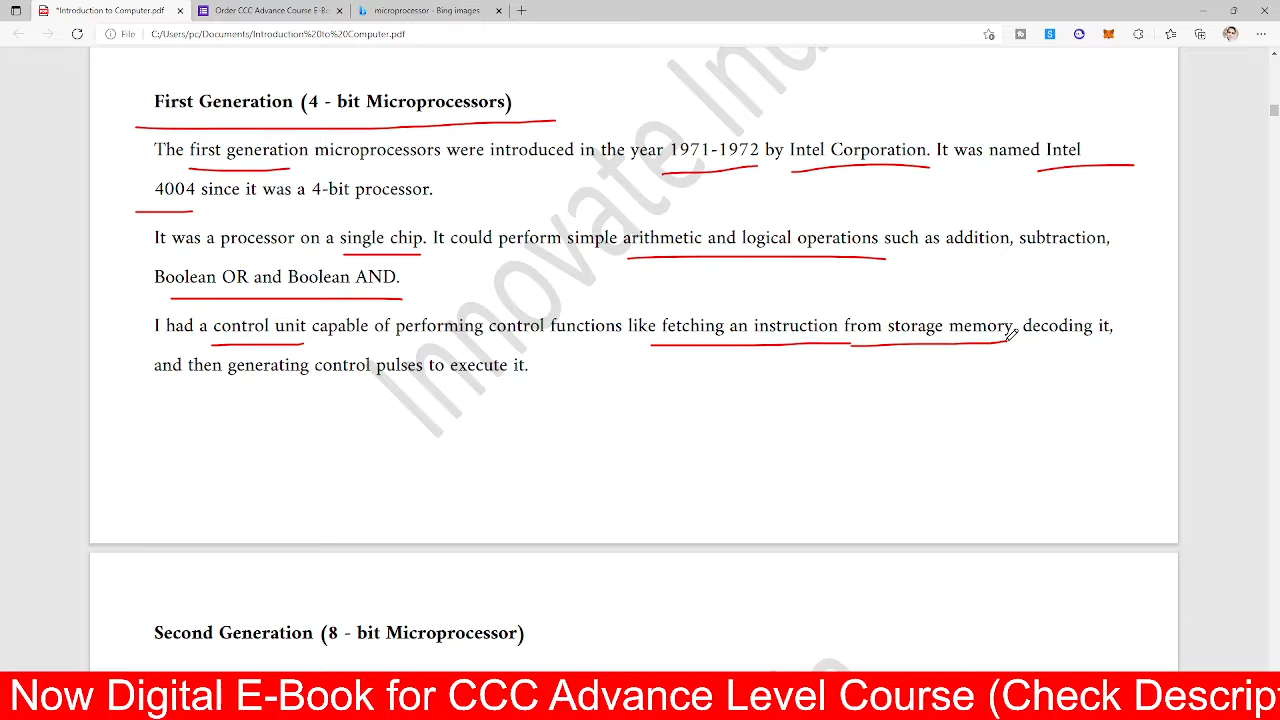 *Introduction to Computer.pdf
Order CCC Advance Course E-B
microprocessor - Bing images
File
C:/Users/pc/Documents/Introduction%20to%20Computer.pdf
First Generation (4 - bit Microprocessors)
The first generation microprocessors were introduced in the year 1971-1972 by Intel Corporation. It was named Intel
4004 since it was a 4-bit processor.
It was a processor on a single chip. It could perform simple arithmetic and logical operations such as addition, subtraction,
Boolean OR and Boolean AND.
I had a control unit capable of performing control functions like fetching an instruction from storage memory, decoding it,
and then generating control pulses to execute it.
Innovate Ind
Second Generation (8 - bit Microprocessor)
Now Digital E-Book for CCC Advance Level Course (Check Descrip